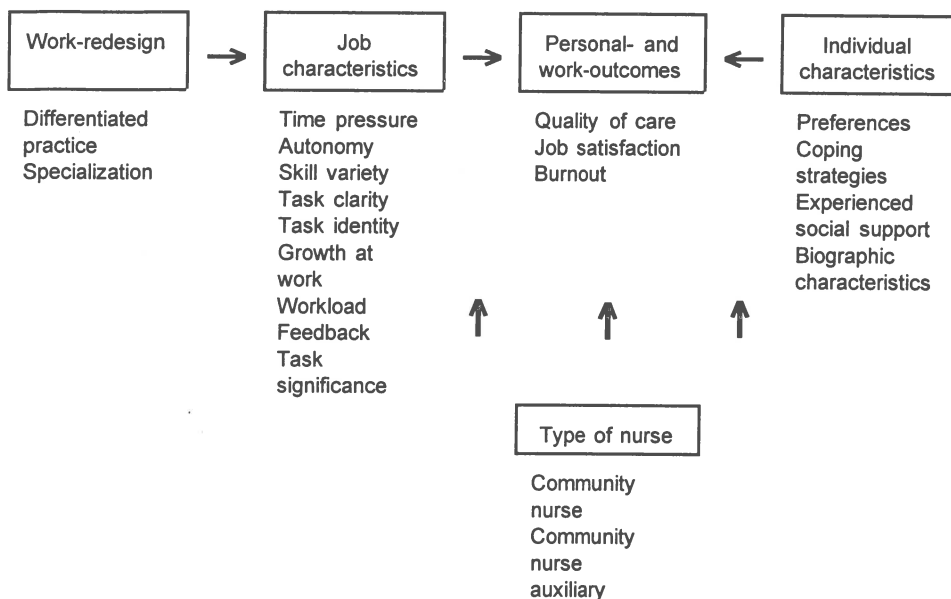 Work-redesign
Differentiated
practice
Specialization
Job
characteristics
Time pressure
Autonomy
Skill variety
Task clarity
Task identity
Growth at
work
Workload
Feedback
Task
significance
Personal- and
work-outcomes
Quality of care
Job satisfaction
Burnout
Individual
characteristics
Preferences
Coping
strategies
Experienced
social support
Biographic
characteristics
Type of nurse
Community
nurse
Community
nurse
auxiliary